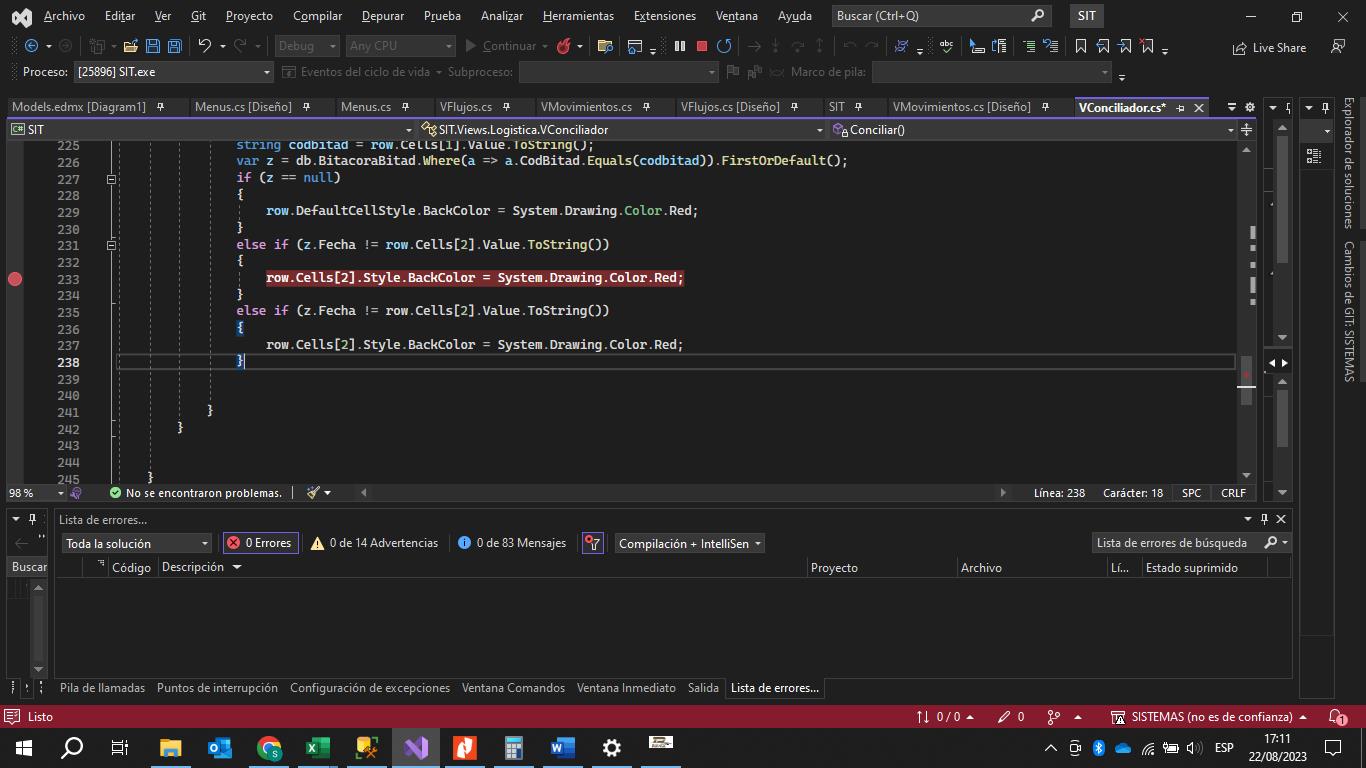 Archivo Editar Ver Git Proyecto Compilar Depurar Prueba Analizar Herramientas Extensiones Ventana Ayuda Buscar (Ctrl+Q) SIT
Debug Any CPU Continuar Live Share
Proceso: [25896] SIT.exe Eventos del ciclo de vida Subproceso: Marco de pila:
Models.edmx [Diagram1] Menus.cs [Diseño] Menus.cs VFlujos.cs VMovimientos.cs VFlujos.cs [Diseño] SIT VMovimientos.cs [Diseño] VConciliador.cs*
SIT SIT.Views.Logistica.VConciliador Conciliar()
225 string codbitad = row.Cells[1].Value.ToString();
226 var z = db.BitacoraBitad.Where(a => a.CodBitad.Equals(codbitad)).FirstOrDefault();
227 if (z == null)
228 {
229 row.DefaultCellStyle.BackColor = System.Drawing.Color.Red;
230 }
231 else if (z.Fecha != row.Cells[2].Value.ToString())
232 {
233 row.Cells[2].Style.BackColor = System.Drawing.Color.Red;
234 }
235 else if (z.Fecha != row.Cells[2].Value.ToString())
236 {
237 row.Cells[2].Style.BackColor = System.Drawing.Color.Red;
238 }
239
240
241 }
242 }
243
244
245 }
Explorador de soluciones
Cambios de GIT: SISTEMAS
98 % No se encontraron problemas. Línea: 238 Carácter: 18 SPC CRLF
Lista de errores...
Toda la solución 0 Errores 0 de 14 Advertencias 0 de 83 Mensajes Compilación + IntelliSen Lista de errores de búsqueda
Buscar
Código Descripción Proyecto Archivo Lí... Estado suprimido
Pila de llamadas Puntos de interrupción Configuración de excepciones Ventana Comandos Ventana Inmediato Salida Lista de errores...
Listo 0 / 0 0 SISTEMAS (no es de confianza) 1
ESP 17:11
22/08/2023